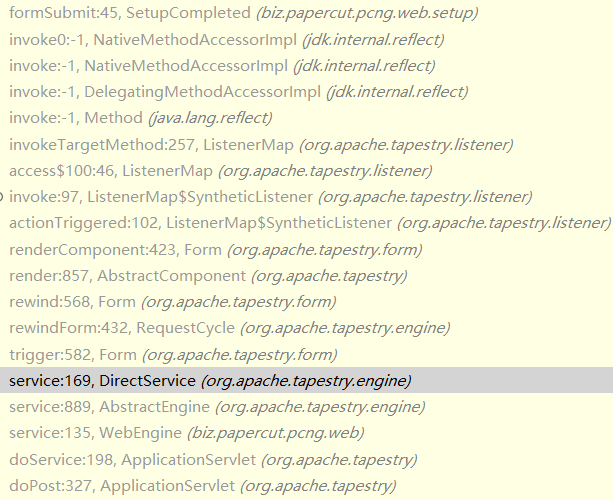 formSubmit:45, SetupCompleted (biz.papercut.pcng.web.setup)
invoke0:-1, NativeMethodAccessorImpl (jdk.internal.reflect)
invoke:-1, NativeMethodAccessorImpl (jdk.internal.reflect)
invoke:-1, DelegatingMethodAccessorImpl (jdk.internal.reflect)
invoke:-1, Method (java.lang.reflect)
invokeTargetMethod:257, ListenerMap (org.apache.tapestry.listener)
access$100:46, ListenerMap (org.apache.tapestry.listener)
invoke:97, ListenerMap$SyntheticListener (org.apache.tapestry.listener)
actionTriggered:102, ListenerMap$SyntheticListener (org.apache.tapestry.listener)
renderComponent:423, Form (org.apache.tapestry.form)
render:857, AbstractComponent (org.apache.tapestry)
rewind:568, Form (org.apache.tapestry.form)
rewindForm:432, RequestCycle (org.apache.tapestry.engine)
trigger:582, Form (org.apache.tapestry.form)
service:169, DirectService (org.apache.tapestry.engine)
service:889, AbstractEngine (org.apache.tapestry.engine)
service:135, WebEngine (biz.papercut.pcng.web)
doService:198, ApplicationServlet (org.apache.tapestry)
doPost:327, ApplicationServlet (org.apache.tapestry)